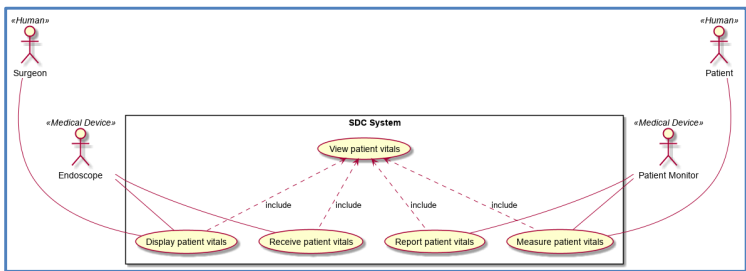 «Human»
Surgeon
«Human»
Patient
«Medical Device»
Endoscope
SDC System
View patient vitals
«Medical Device»
Patient Monitor
include
include
include
include
Display patient vitals
Receive patient vitals
Report patient vitals
Measure patient vitals